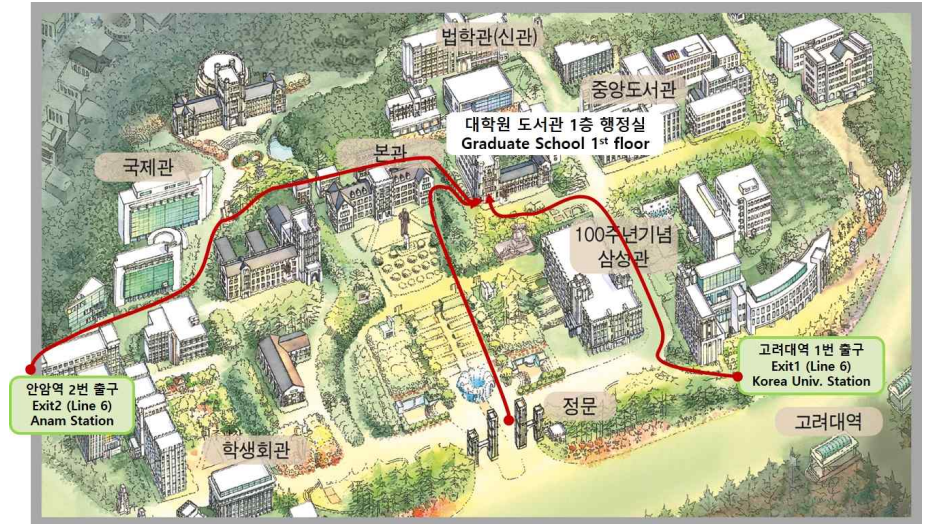 법학관(신관)
중앙도서관
대학원 도서관 1층 행정실
Graduate School 1st floor
본관
국제관
100주년기념
삼성관
고려대역 1번 출구
Exit1 (Line 6)
Korea Univ. Station
안암역 2번 출구
Exit2 (Line 6)
Anam Station
정문
고려대역
학생회관